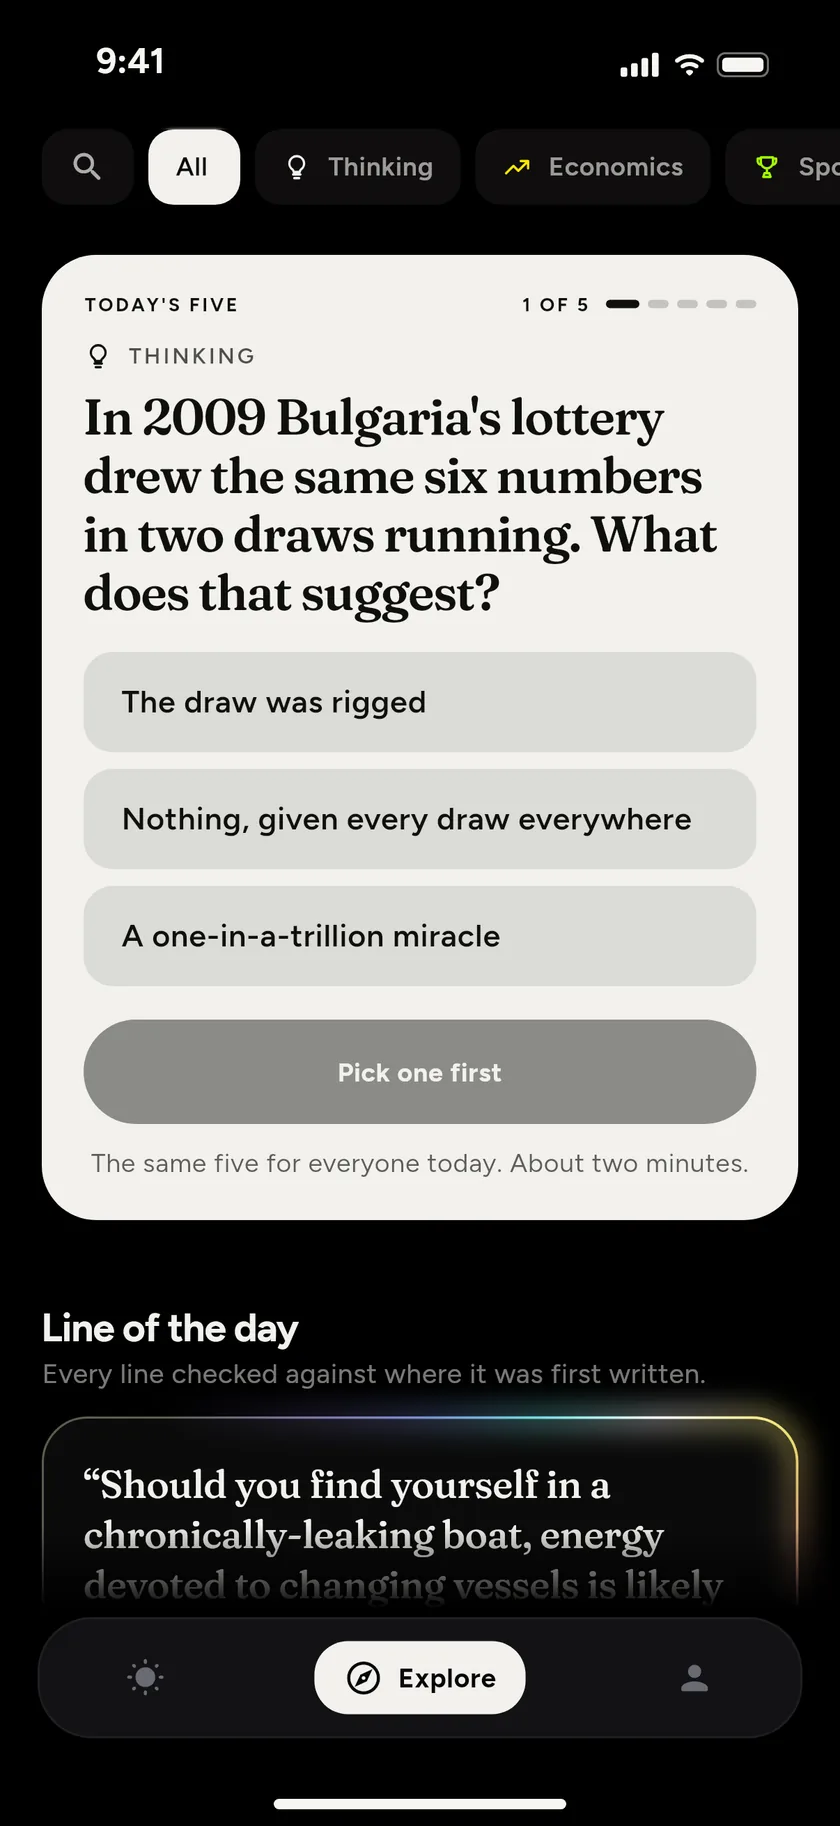 9:41
All
Thinking
Economics
Spo
TODAY'S FIVE
1 OF 5
THINKING
In 2009 Bulgaria's lottery
drew the same six numbers
in two draws running. What
does that suggest?
The draw was rigged
Nothing, given every draw everywhere
A one-in-a-trillion miracle
Pick one first
The same five for everyone today. About two minutes.
Line of the day
Every line checked against where it was first written.
“Should you find yourself in a
chronically-leaking boat, energy
devoted to changing vessels is likely
Explore